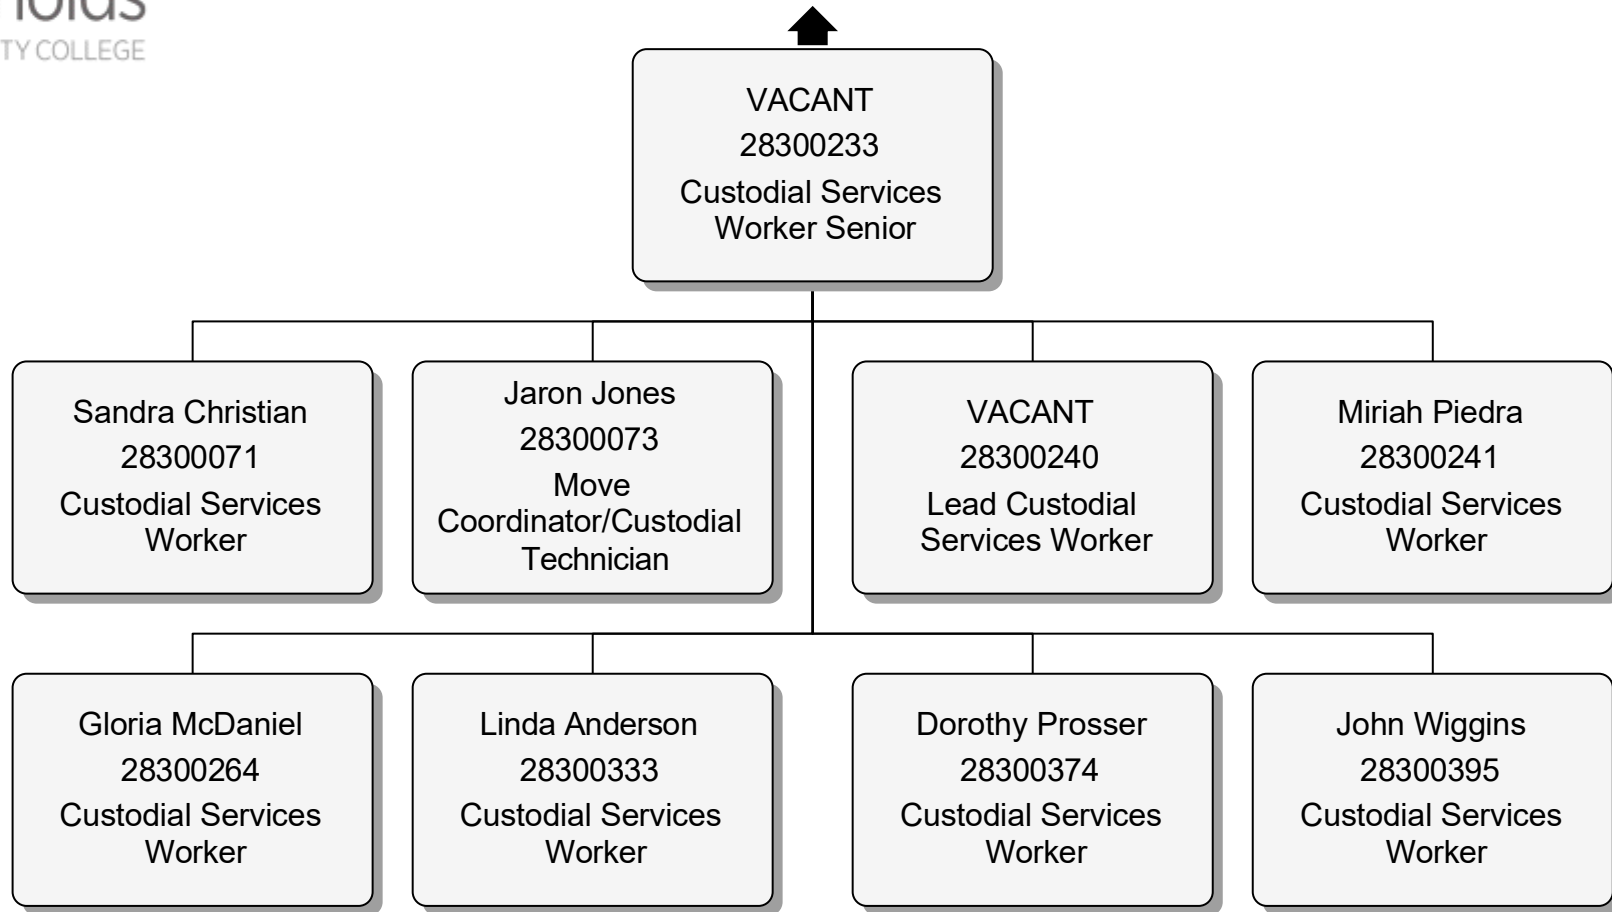 TY COLLEGE
VACANT
28300233
Custodial Services
Worker Senior
Sandra Christian
28300071
Custodial Services
Worker
Jaron Jones
28300073
Move
Coordinator/Custodial
Technician
VACANT
28300240
Lead Custodial
Services Worker
Miriah Piedra
28300241
Custodial Services
Worker
Gloria McDaniel
28300264
Custodial Services
Worker
Linda Anderson
28300333
Custodial Services
Worker
Dorothy Prosser
28300374
Custodial Services
Worker
John Wiggins
28300395
Custodial Services
Worker